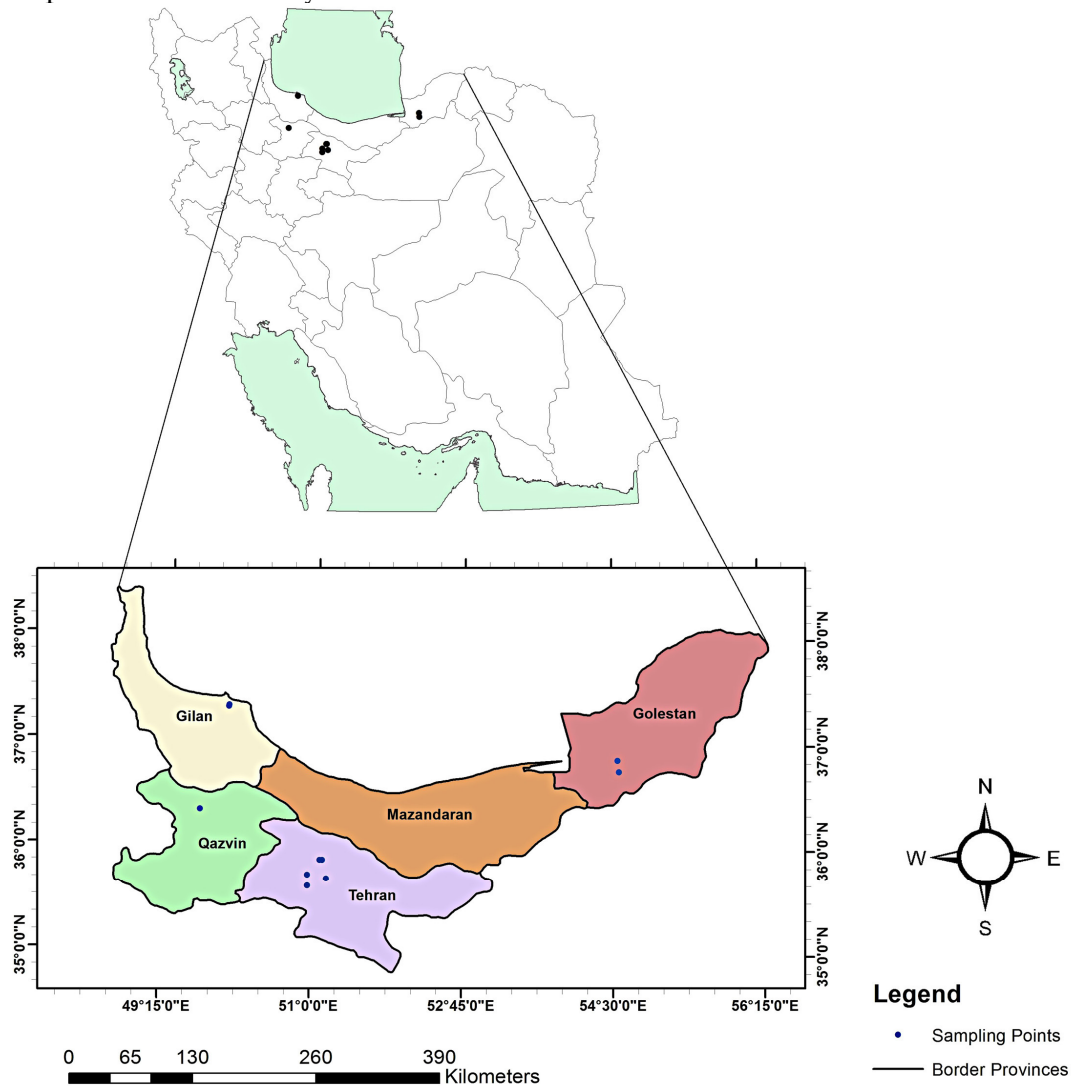 38°0'0"N
38°0'0"N
Gilan
Golestan
37°0'0"N
37°0'0"N
Mazandaran
Qazvin
36°0'0"N
36°0'0"N
Tehran
35°0'0"N
35°0'0"N
49°15'0"E 51°0'0"E 52°45'0"E 54°30'0"E 56°15'0"E
N
W E
S
Legend
Sampling Points
Border Provinces
0 65 130 260 390
Kilometers